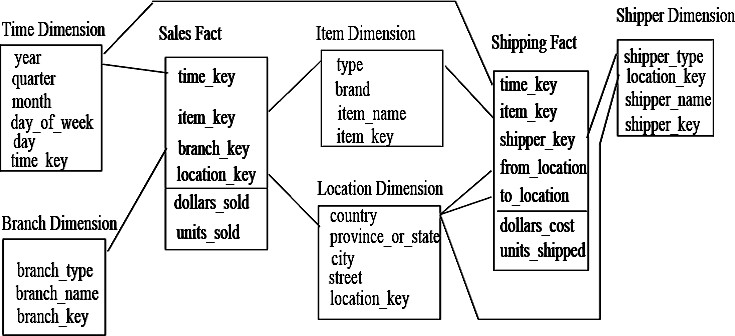 Time Dimension
year
quarter
month
day_of_week
day
time_key
Branch Dimension
branch_type
branch_name
branch_key
Sales Fact
time_key
item_key
branch_key
location_key
dollars_sold
units_sold
Item Dimension
type
brand
item_name
item_key
Location Dimension
country
province_or_state
city
street
location_key
Shipping Fact
time_key
item_key
shipper_key
from_location
to_location
dollars_cost
units_shipped
Shipper Dimension
shipper_type
location_key
shipper_name
shipper_key